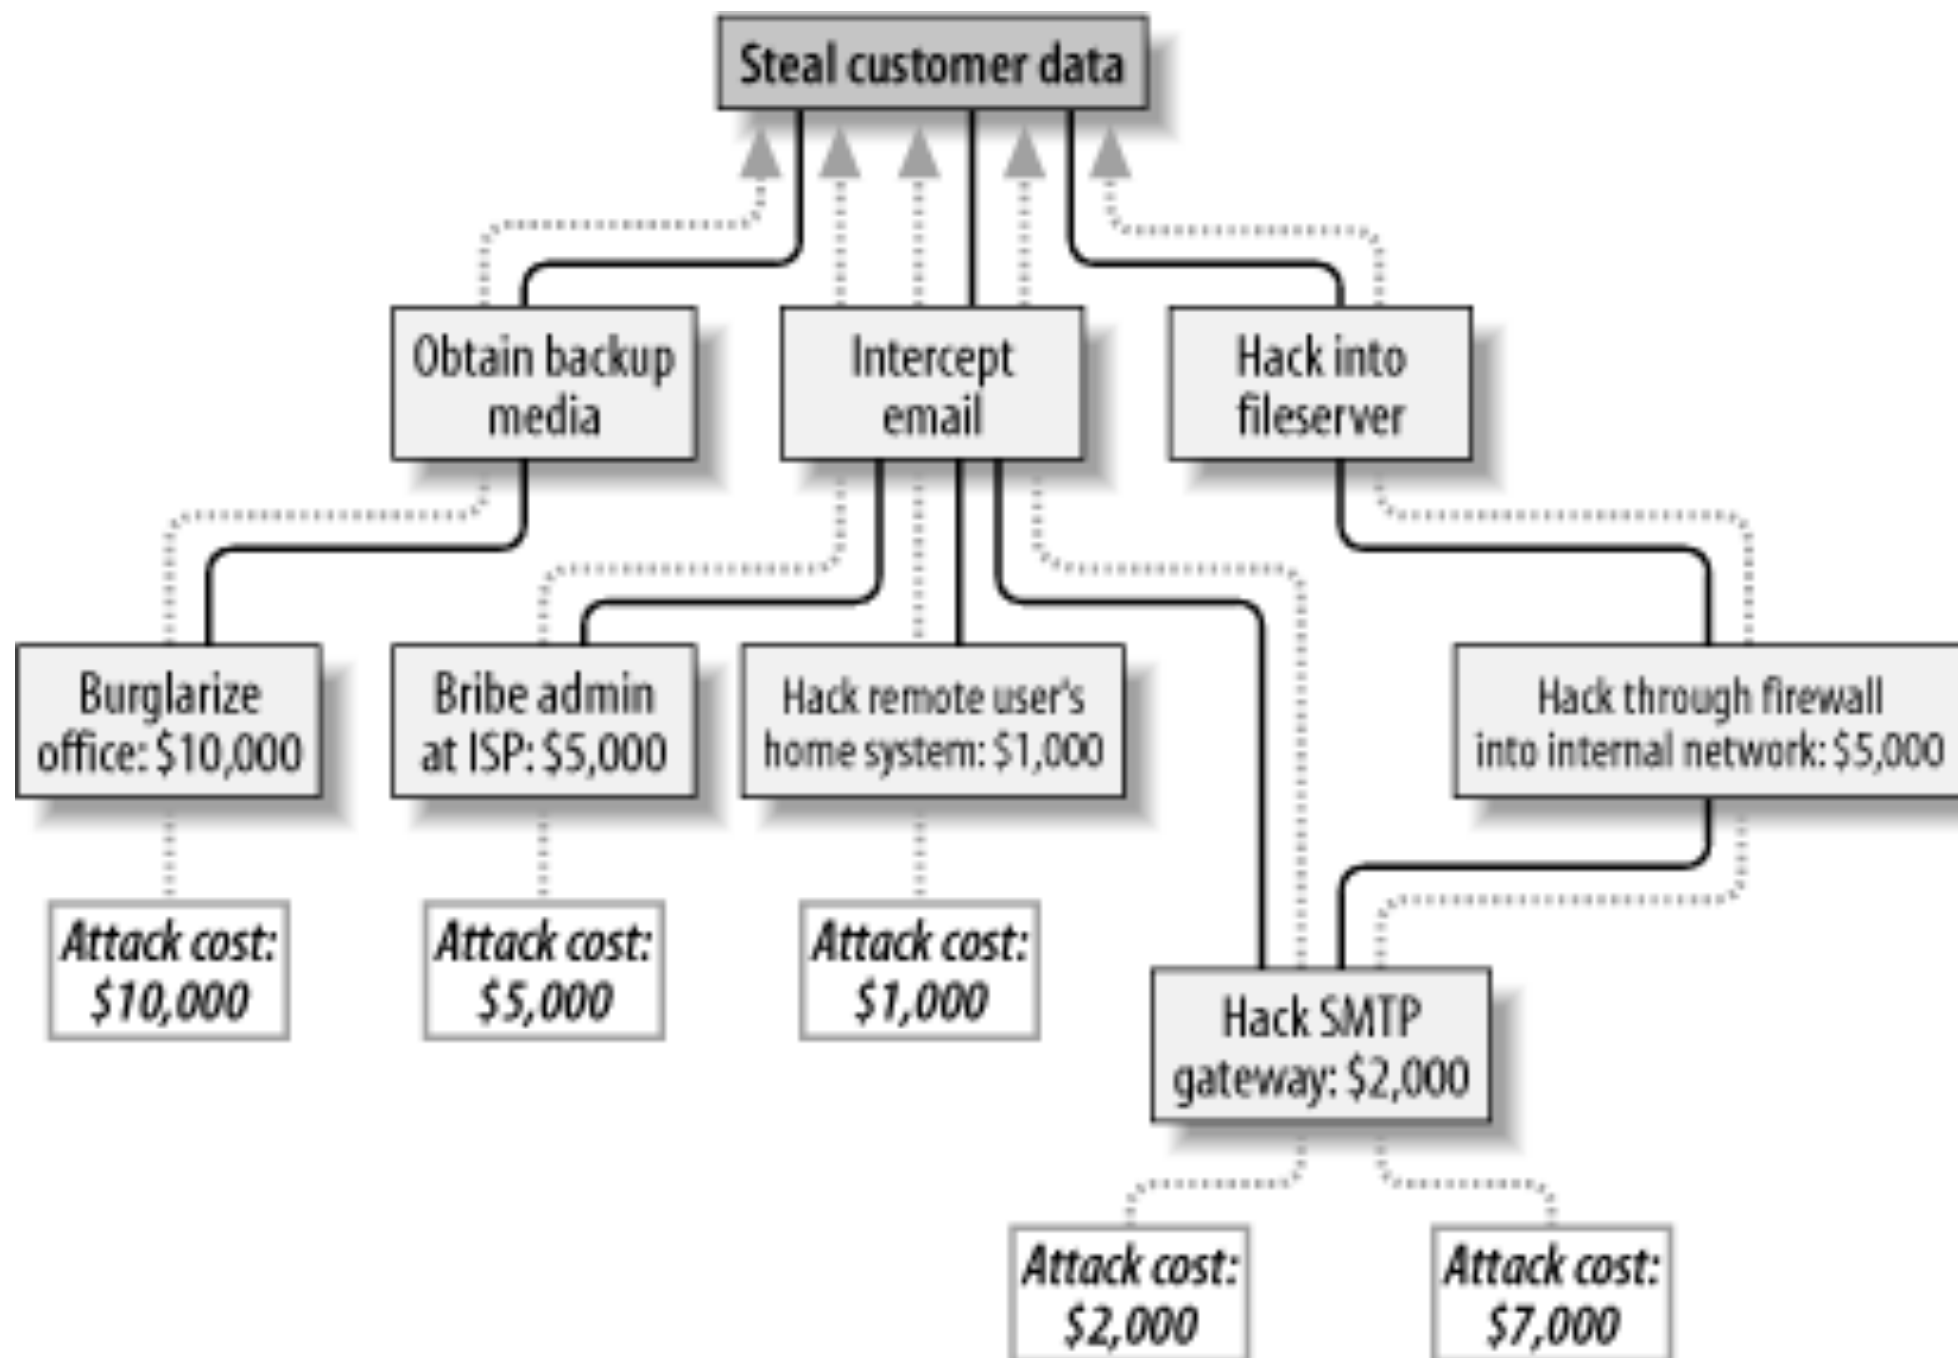 Steal customer data
Obtain backup
media
Intercept
email
Hack into
fileserver
Burglarize
office: $10,000
Bribe admin
at ISP: $5,000
Hack remote user's
home system: $1,000
Hack through firewall
into internal network: $5,000
Attack cost:
$10,000
Attack cost:
$5,000
Attack cost:
$1,000
Hack SMTP
gateway: $2,000
Attack cost:
$2,000
Attack cost:
$7,000